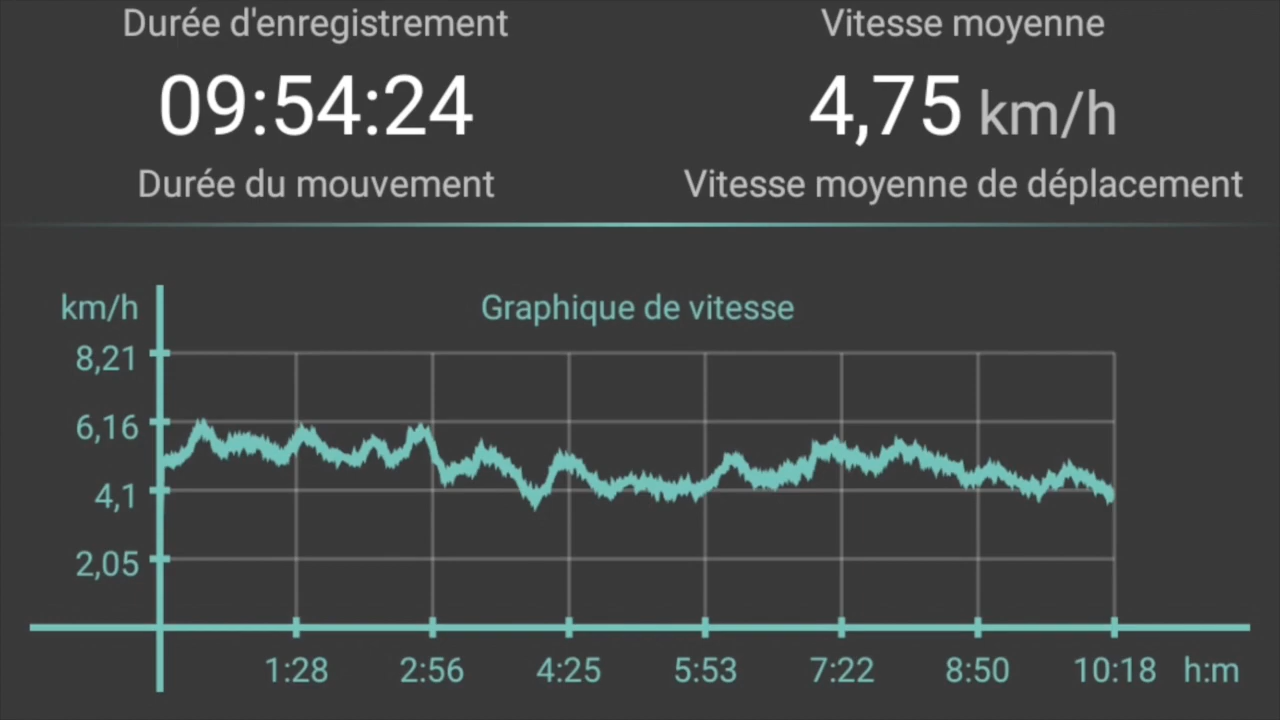 Durée d'enregistrement
Vitesse moyenne
09:54:24
4,75 km/h
Durée du mouvement
Vitesse moyenne de déplacement
km/h
Graphique de vitesse
8,21
6,16
4,1
2,05
1:28 2:56 4:25 5:53 7:22 8:50 10:18 h:m